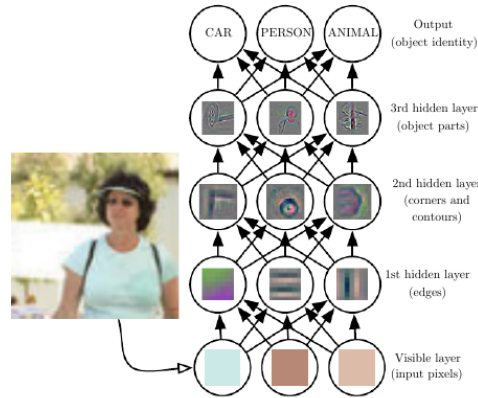 CAR PERSON ANIMAL
Output
(object identity)
3rd hidden layer
(object parts)
2nd hidden layer
(corners and
contours)
1st hidden layer
(edges)
Visible layer
(input pixels)